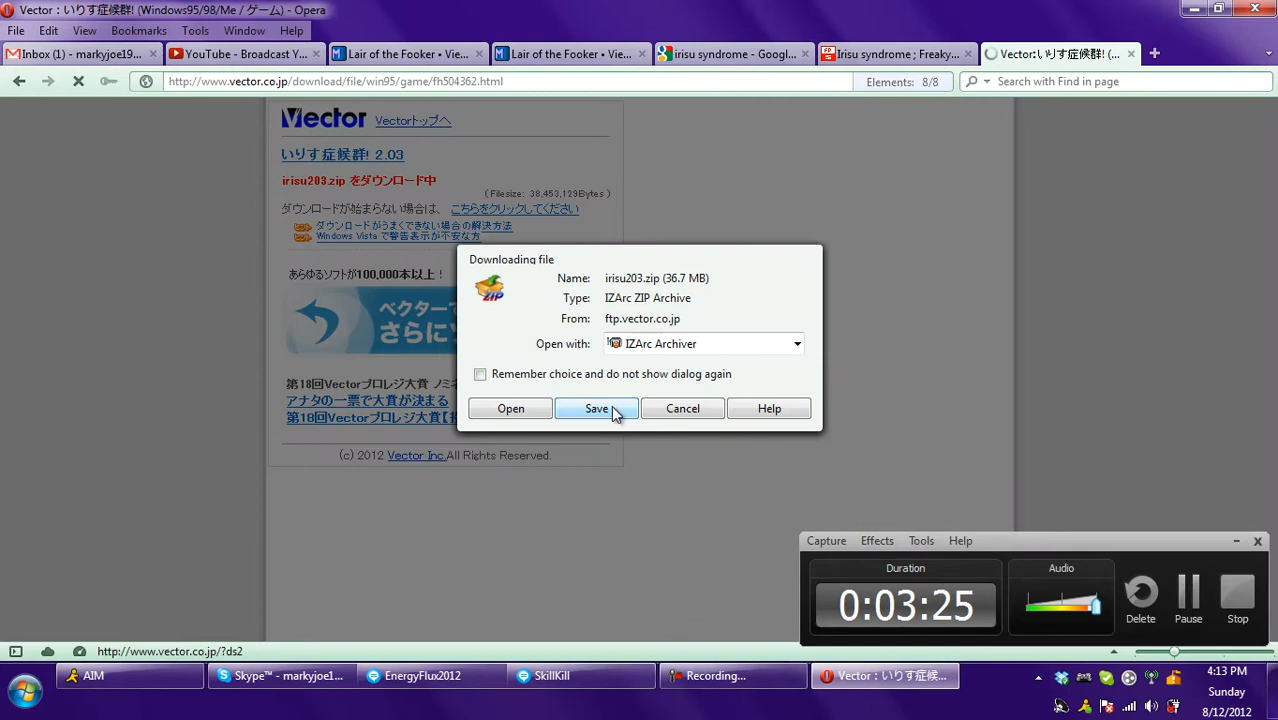 Vector：いりす症候群! (Windows95/98/Me / ゲーム) - Opera
File Edit View Bookmarks Tools Window Help
Inbox (1) - markyjoe19... YouTube - Broadcast Y... Lair of the Fooker • Vie... Lair of the Fooker • Vie... irisu syndrome - Googl... Irisu syndrome ; Freaky... Vector：いりす症候群! (...
http://www.vector.co.jp/download/file/win95/game/fh504362.html Elements: 8/8 Search with Find in page
Vector Vectorトップへ
いりす症候群! 2.03
irisu203.zip をダウンロード中
（Filesize: 38,453,129Bytes）
ダウンロードが始まらない場合は、 こちらをクリックしてください
ダウンロードがうまくできない場合の解決方法
Windows Vista で警告表示が不安な方
あらゆるソフトが100,000本以上！
ベクターで
さらに
第18回Vectorプロレジ大賞 ノミネ
アナタの一票で大賞が決まる
第18回Vectorプロレジ大賞【
(c) 2012 Vector Inc.All Rights Reserved.
Downloading file
Name: irisu203.zip (36.7 MB)
Type: IZArc ZIP Archive
From: ftp.vector.co.jp
Open with: IZArc Archiver
Remember choice and do not show dialog again
Open Save Cancel Help
ZIP
Capture Effects Tools Help
Duration Audio
0:03:25
Delete Pause Stop
http://www.vector.co.jp/?ds2
AIM Skype™ - markyjoe1... EnergyFlux2012 SkillKill Recording... Vector：いりす症候...
4:13 PM
Sunday
8/12/2012